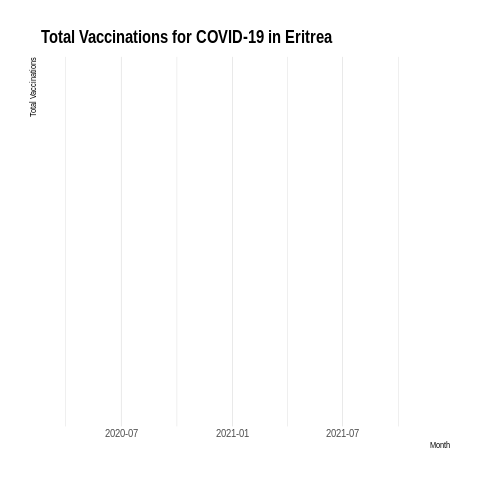 Total Vaccinations for COVID-19 in Eritrea
Total Vaccinations
2020-07
2021-01
2021-07
Month